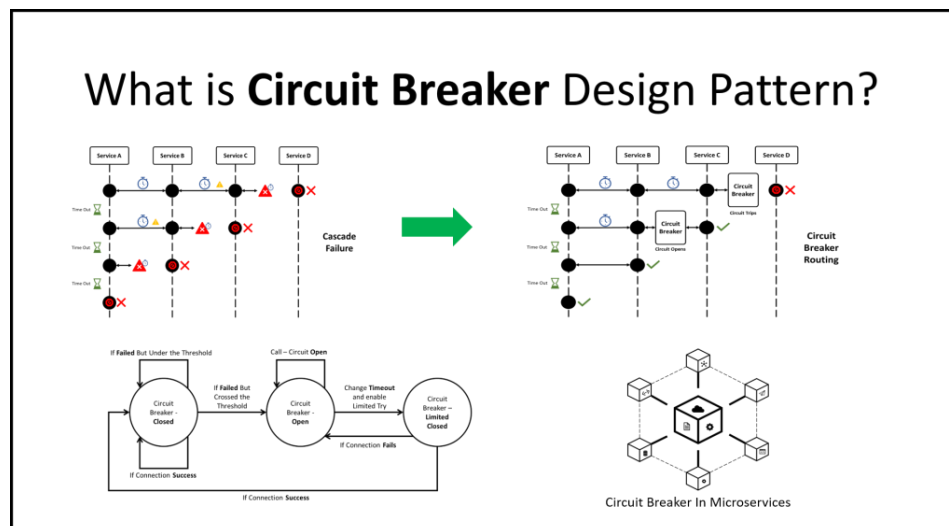 What is Circuit Breaker Design Pattern?
Service A
Service B
Service C
Service D
Time Out
Time Out
Time Out
Cascade
Failure
Service A
Service B
Service C
Service D
Circuit
Breaker
Circuit Trips
Time Out
Circuit
Breaker
Circuit Opens
Time Out
Time Out
Circuit
Breaker
Routing
If Failed But Under the Threshold
Circuit
Breaker -
Closed
If Connection Success
If Failed But
Crossed the
Threshold
Call – Circuit Open
Circuit
Breaker -
Open
Change Timeout
and enable
Limited Try
If Connection Fails
Circuit
Breaker –
Limited
Closed
If Connection Success
Circuit Breaker In Microservices